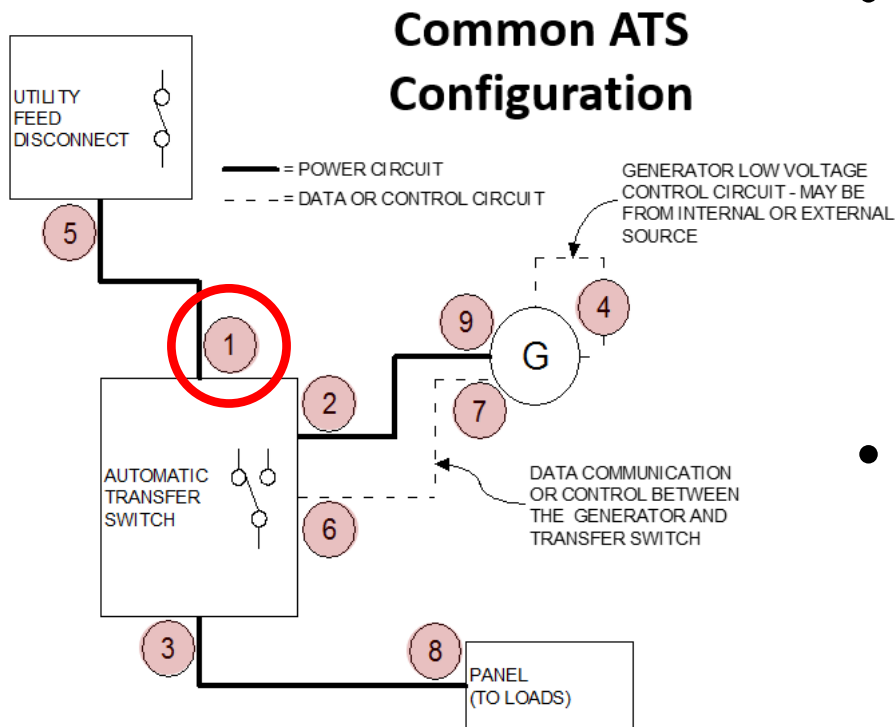 Common ATS
Configuration
UTILITY
FEED
DISCONNECT
= POWER CIRCUIT
= DATA OR CONTROL CIRCUIT
GENERATOR LOW VOLTAGE
CONTROL CIRCUIT - MAY BE
FROM INTERNAL OR EXTERNAL
SOURCE
5
1
9
4
G
2
7
AUTOMATIC
TRANSFER
SWITCH
6
DATA COMMUNICATION
OR CONTROL BETWEEN
THE GENERATOR AND
TRANSFER SWITCH
3
8
PANEL
(TO LOADS)